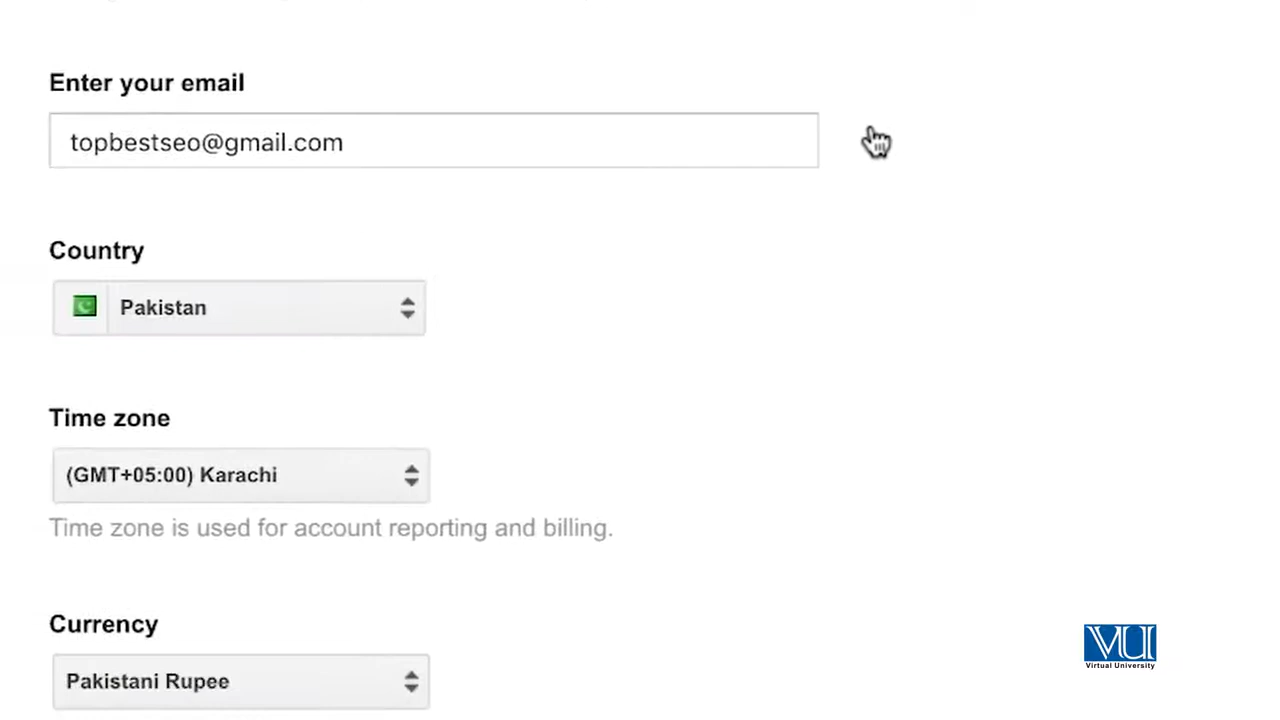 Enter your email
topbestseo@gmail.com
Country
Pakistan
Time zone
(GMT+05:00) Karachi
Time zone is used for account reporting and billing.
Currency
Pakistani Rupee
VU
Virtual University